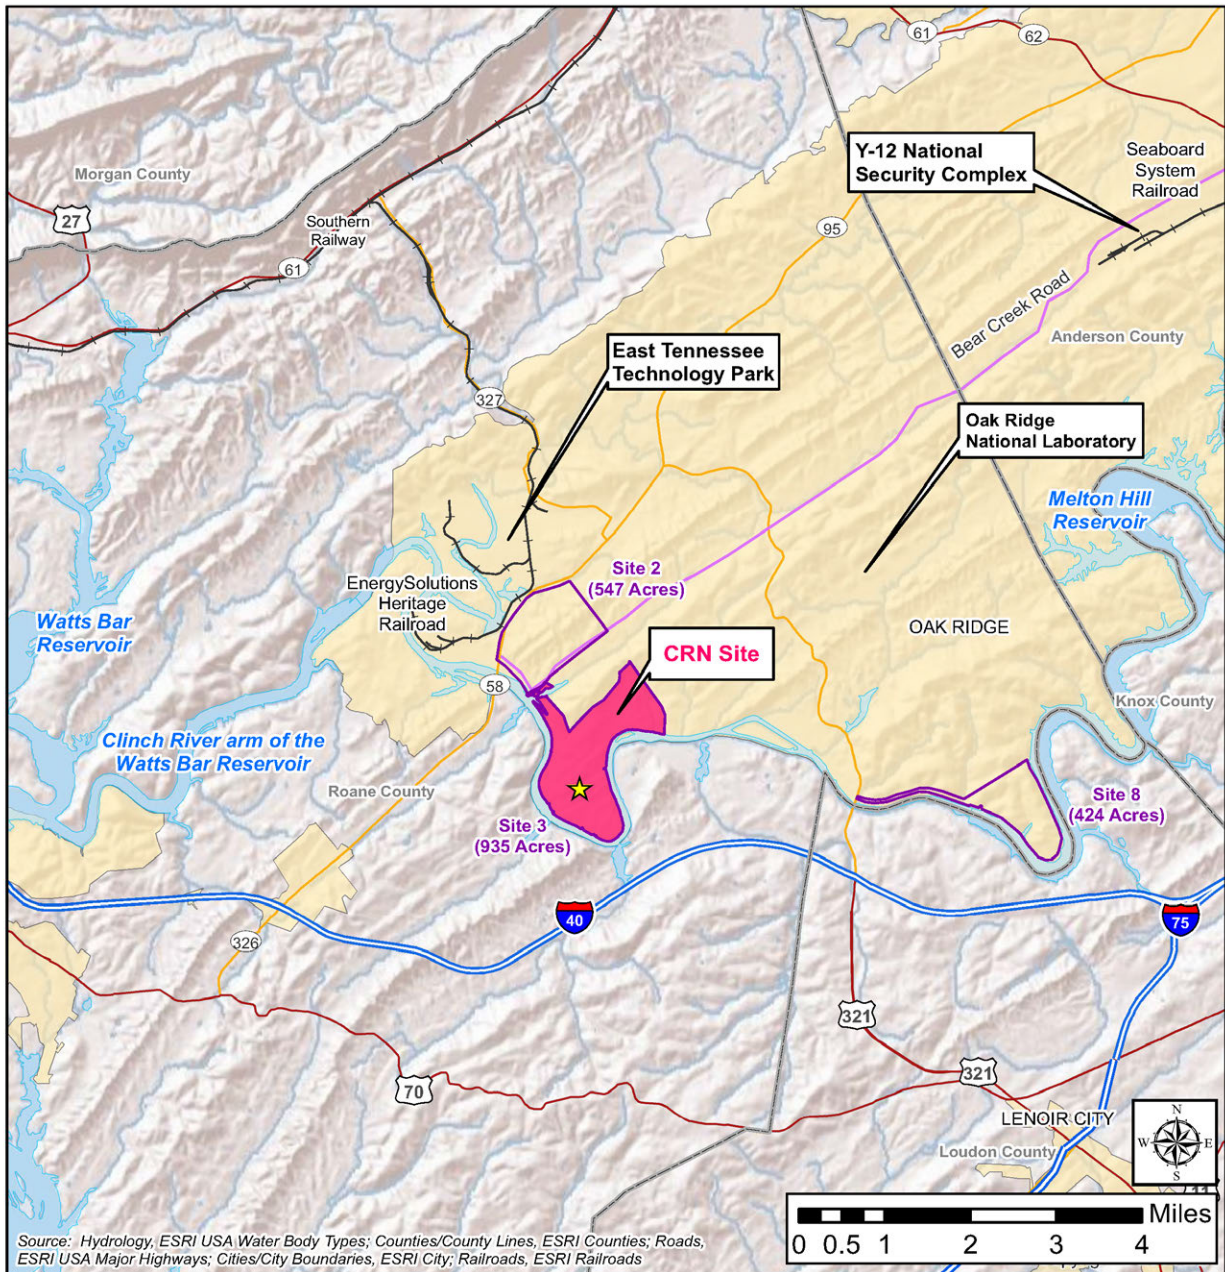 61
62
Y-12 National
Security Complex
Seaboard
System
Railroad
Morgan County
27
Southern
Railway
61
95
Bear Creek Road
Anderson County
East Tennessee
Technology Park
327
Oak Ridge
National Laboratory
Melton Hill
Reservoir
Site 2
(547 Acres)
EnergySolutions
Heritage
Railroad
Watts Bar
Reservoir
OAK RIDGE
CRN Site
58
Knox County
Clinch River arm of the
Watts Bar Reservoir
Roane County
Site 3
(935 Acres)
Site 8
(424 Acres)
40
75
326
321
70
321
LENOIR CITY
Loudon County
N
W
E
S
11
Miles
0 0.5 1 2 3 4
Source: Hydrology, ESRI USA Water Body Types; Counties/County Lines, ESRI Counties; Roads,
ESRI USA Major Highways; Cities/City Boundaries, ESRI City; Railroads, ESRI Railroads